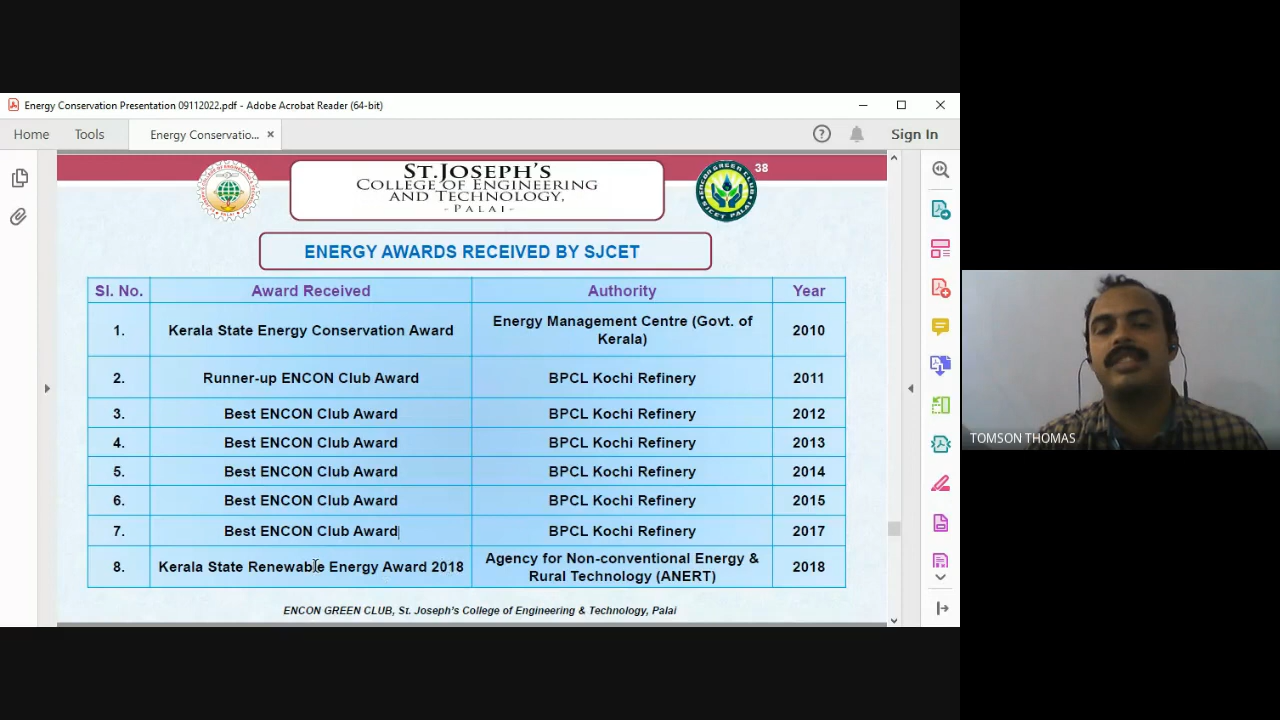 Energy Conservation Presentation 09112022.pdf - Adobe Acrobat Reader (64-bit)
Home Tools Energy Conservatio... × Sign In
38
ST.JOSEPH'S
COLLEGE OF ENGINEERING
AND TECHNOLOGY,
-PALAI-
ENERGY AWARDS RECEIVED BY SJCET
Sl. No. Award Received Authority Year
1. Kerala State Energy Conservation Award Energy Management Centre (Govt. of Kerala) 2010
2. Runner-up ENCON Club Award BPCL Kochi Refinery 2011
3. Best ENCON Club Award BPCL Kochi Refinery 2012
4. Best ENCON Club Award BPCL Kochi Refinery 2013
5. Best ENCON Club Award BPCL Kochi Refinery 2014
6. Best ENCON Club Award BPCL Kochi Refinery 2015
7. Best ENCON Club Award BPCL Kochi Refinery 2017
8. Kerala State Renewable Energy Award 2018 Agency for Non-conventional Energy & Rural Technology (ANERT) 2018
ENCON GREEN CLUB, St. Joseph's College of Engineering & Technology, Palai
TOMSON THOMAS